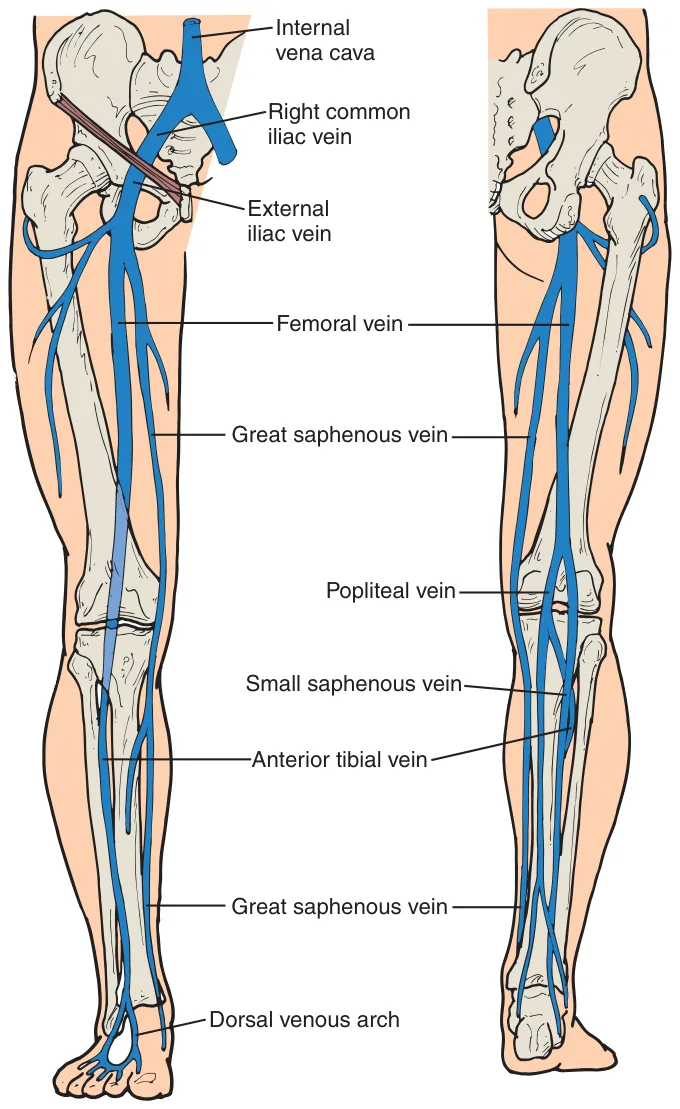 Internal
vena cava
Right common
iliac vein
External
iliac vein
Femoral vein
Great saphenous vein
Popliteal vein
Small saphenous vein
Anterior tibial vein
Great saphenous vein
Dorsal venous arch